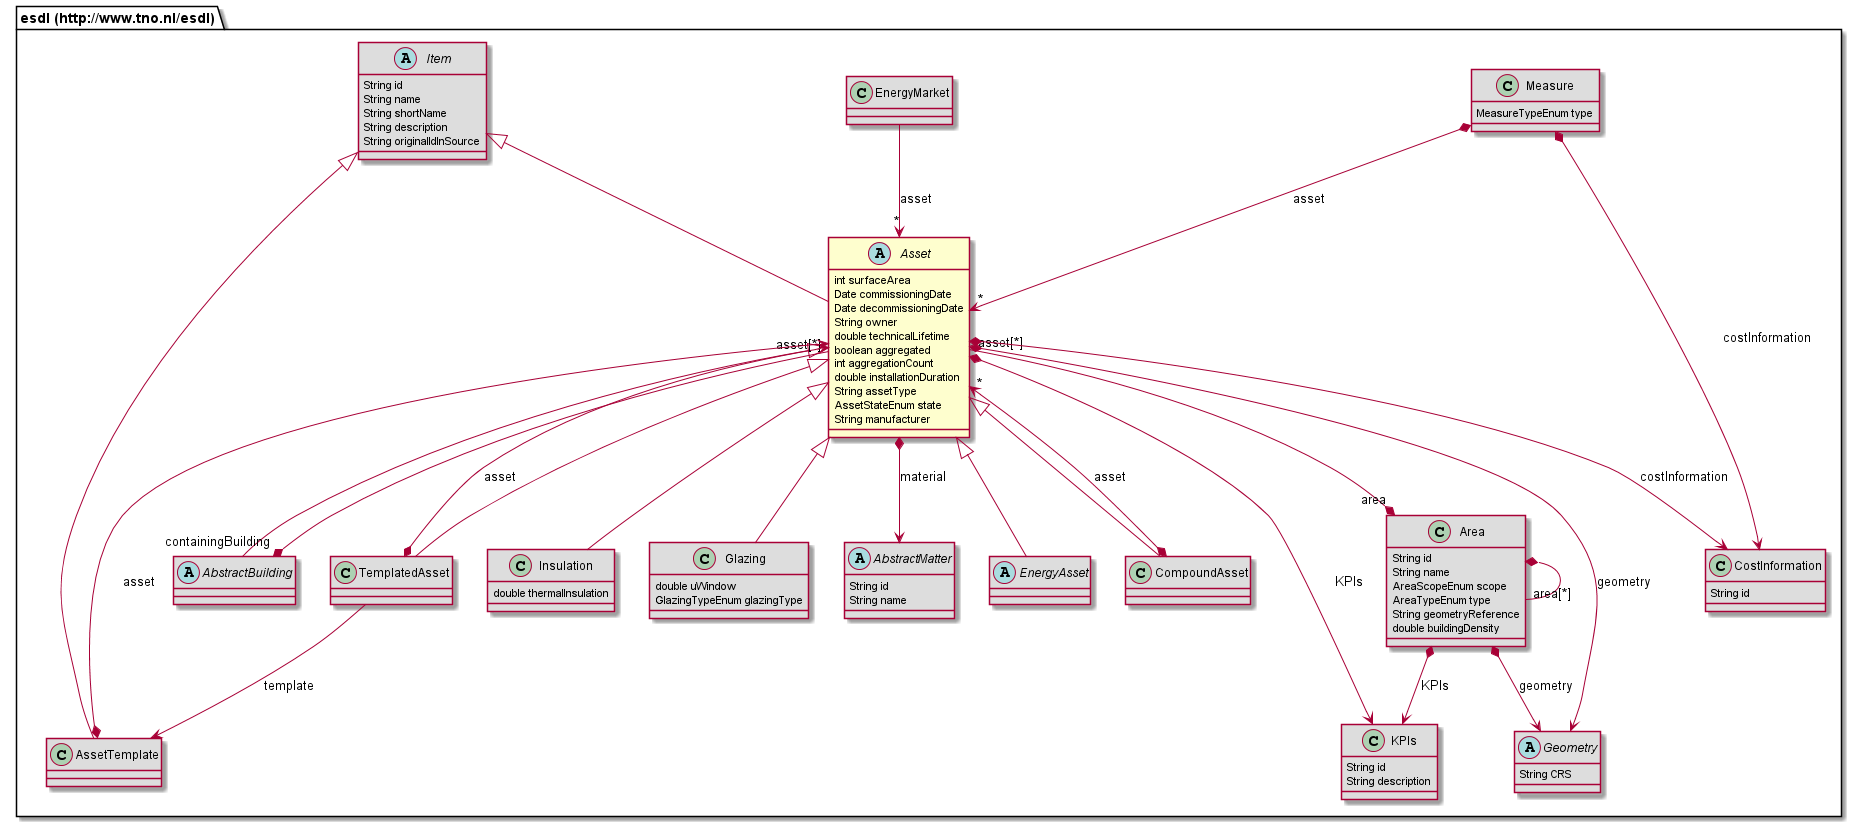 esdl (http://www.tno.nl/esdl)
A Item
String id
String name
String shortName
String description
String originalIdInSource
C EnergyMarket
C Measure
MeasureTypeEnum type
asset
*
asset
*
costInformation
A Asset
int surfaceArea
Date commissioningDate
Date decommissioningDate
String owner
double technicalLifetime
boolean aggregated
int aggregationCount
double installationDuration
String assetType
AssetStateEnum state
String manufacturer
asset[*]
asset[*]
*
asset
material
asset
area
costInformation
containingBuilding
asset
A AbstractBuilding
C TemplatedAsset
C Insulation
double thermalInsulation
C Glazing
double uWindow
GlazingTypeEnum glazingType
A AbstractMatter
String id
String name
A EnergyAsset
C CompoundAsset
KPIs
C Area
String id
String name
AreaScopeEnum scope
AreaTypeEnum type
String geometryReference
double buildingDensity
area[*]
geometry
C CostInformation
String id
template
KPIs
geometry
C AssetTemplate
C KPIs
String id
String description
A Geometry
String CRS